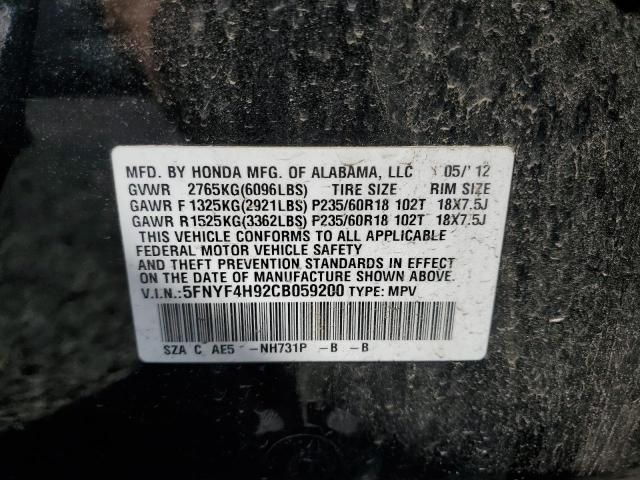 MFD. BY HONDA MFG. OF ALABAMA, LLC 05/12
GVWR 2765KG(6096LBS) TIRE SIZE RIM SIZE
GAWR F 1325KG(2921LBS) P235/60R18 102T 18X7.5J
GAWR R1525KG(3362LBS) P235/60R18 102T 18X7.5J
THIS VEHICLE CONFORMS TO ALL APPLICABLE
FEDERAL MOTOR VEHICLE SAFETY
AND THEFT PREVENTION STANDARDS IN EFFECT
ON THE DATE OF MANUFACTURE SHOWN ABOVE.
V.I.N.:5FNYF4H92CB059200 TYPE: MPV
SZA C AE5 -NH731P -B -B